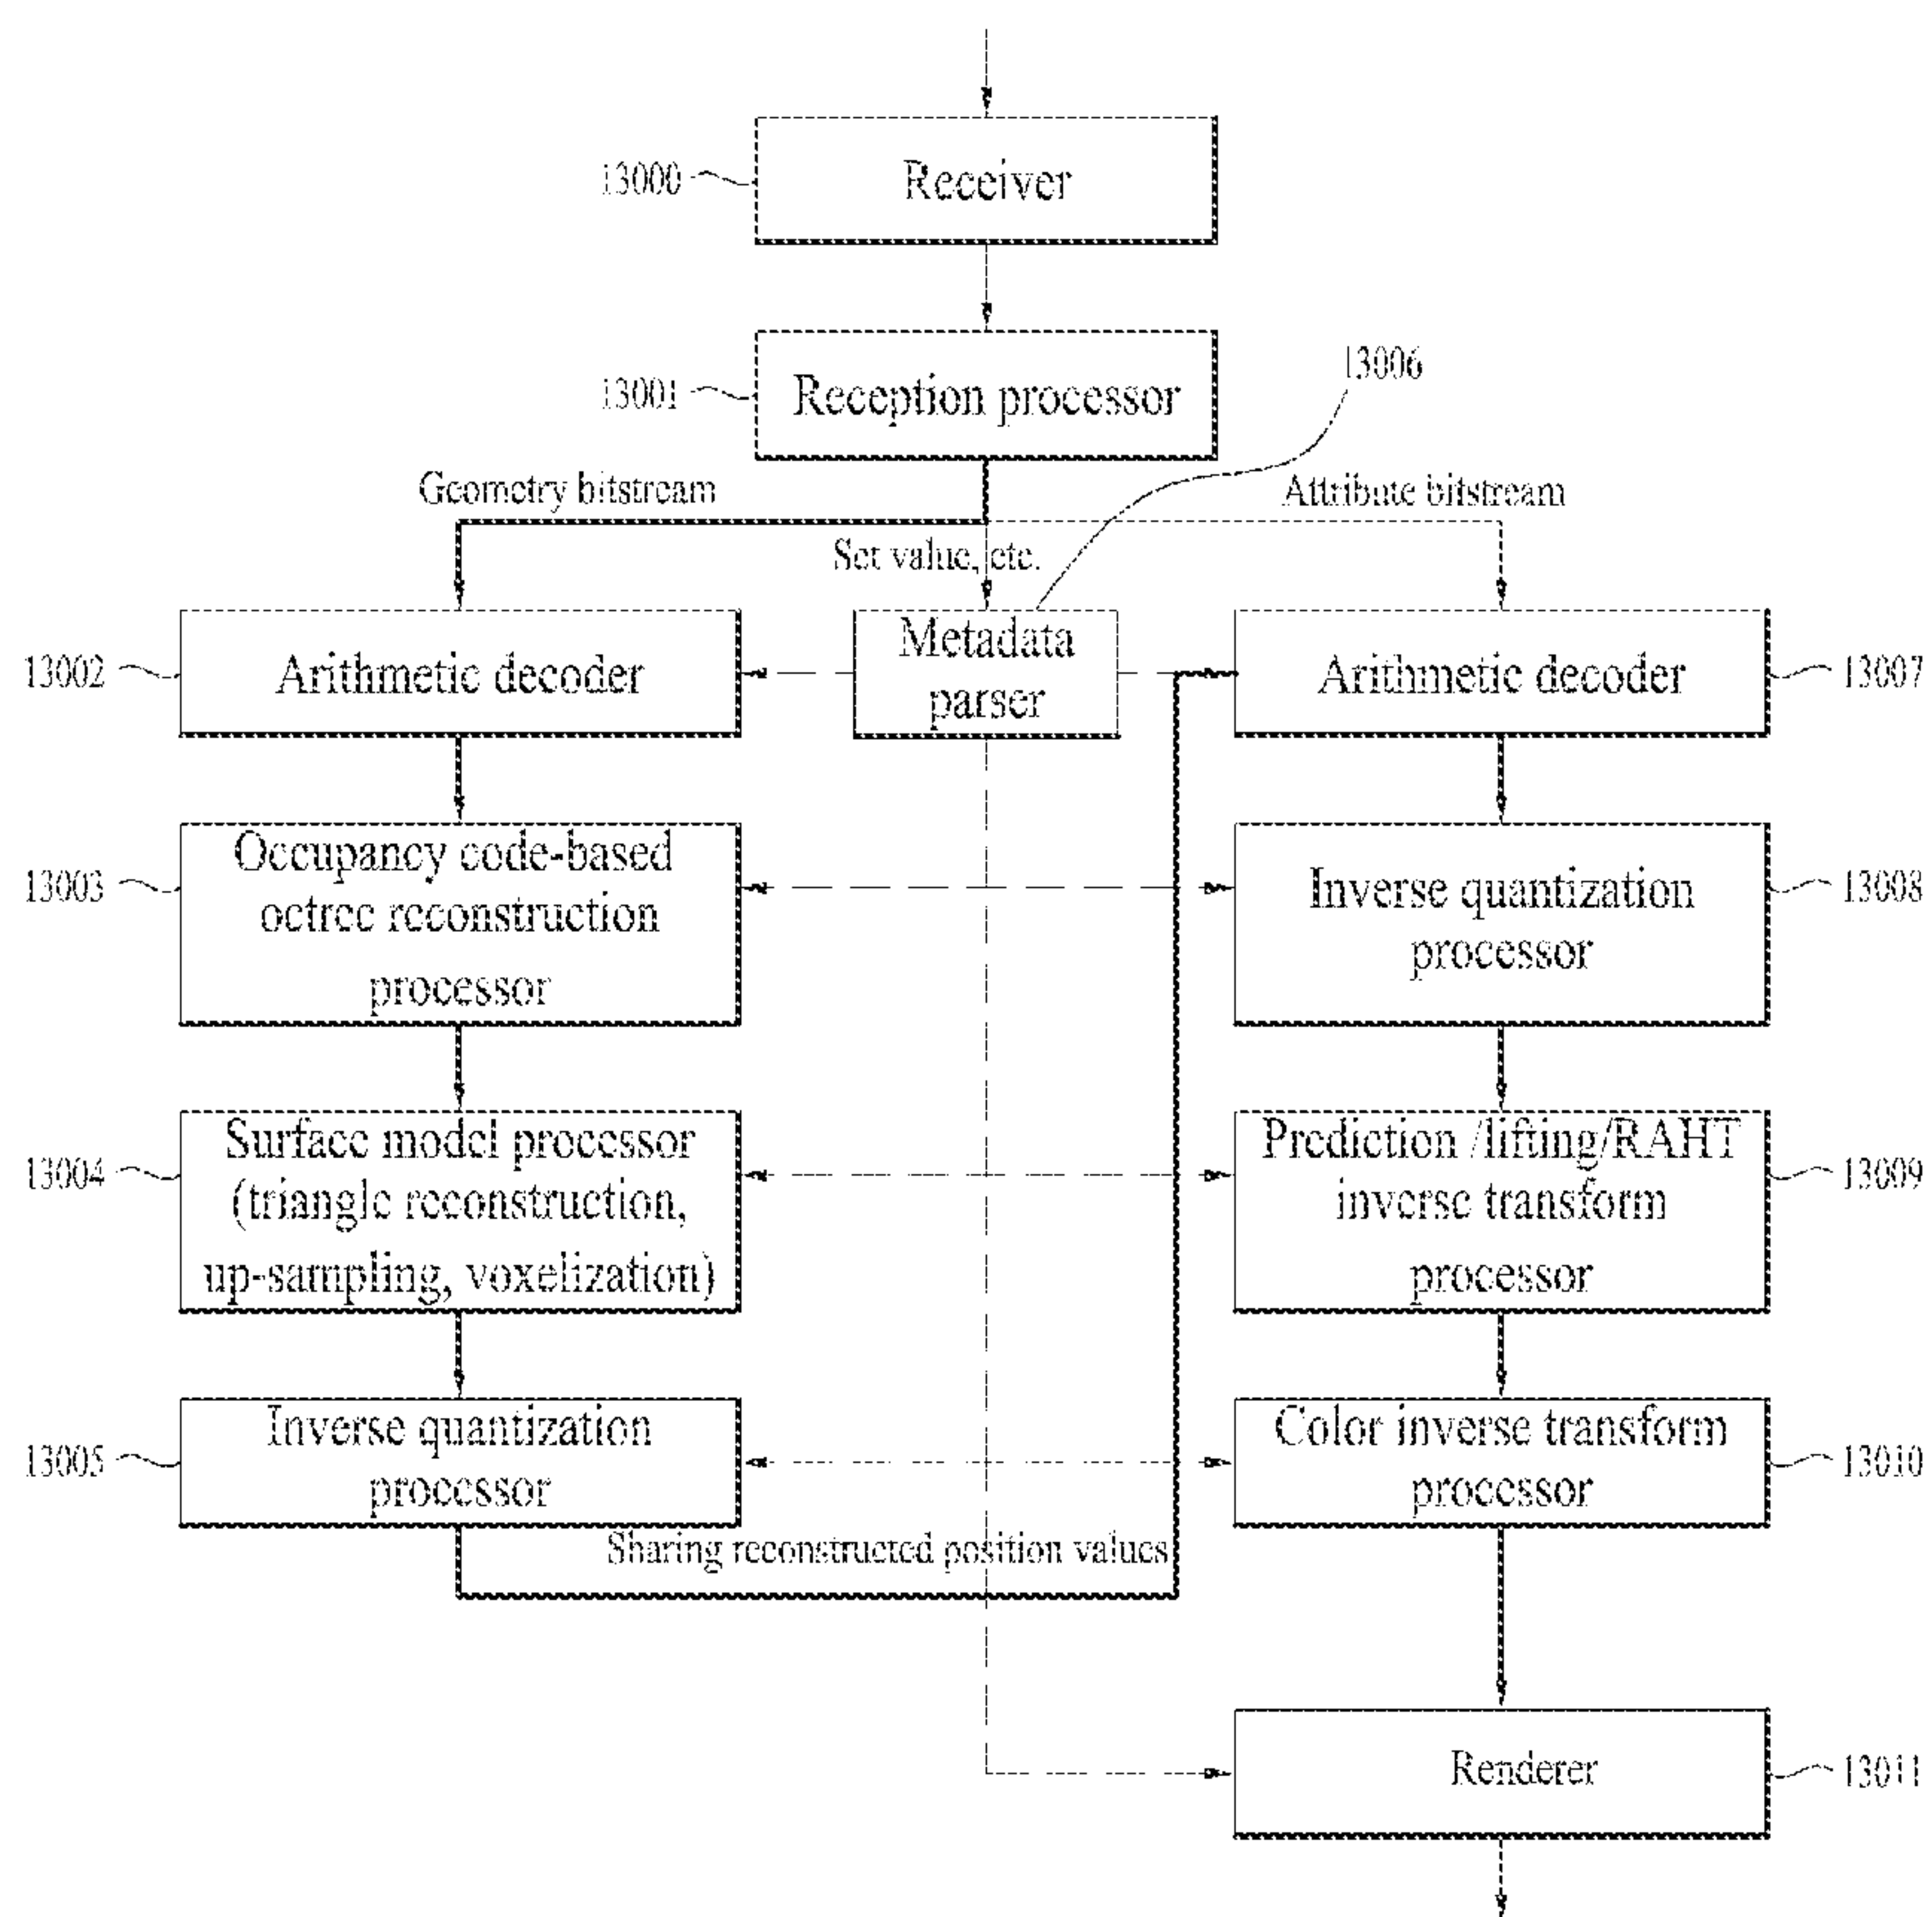 13000
Receiver
13001
Reception processor
13006
Geometry bitstream
Attribute bitstream
Set value, etc.
13002
Arithmetic decoder
Metadata
parser
Arithmetic decoder
13007
13003
Occupancy code-based
octree reconstruction
processor
Inverse quantization
processor
13008
13004
Surface model processor
(triangle reconstruction,
up-sampling, voxelization)
Prediction /lifting/RAHT
inverse transform
processor
13009
13005
Inverse quantization
processor
Color inverse transform
processor
13010
Sharing reconstructed position values
Renderer
13011